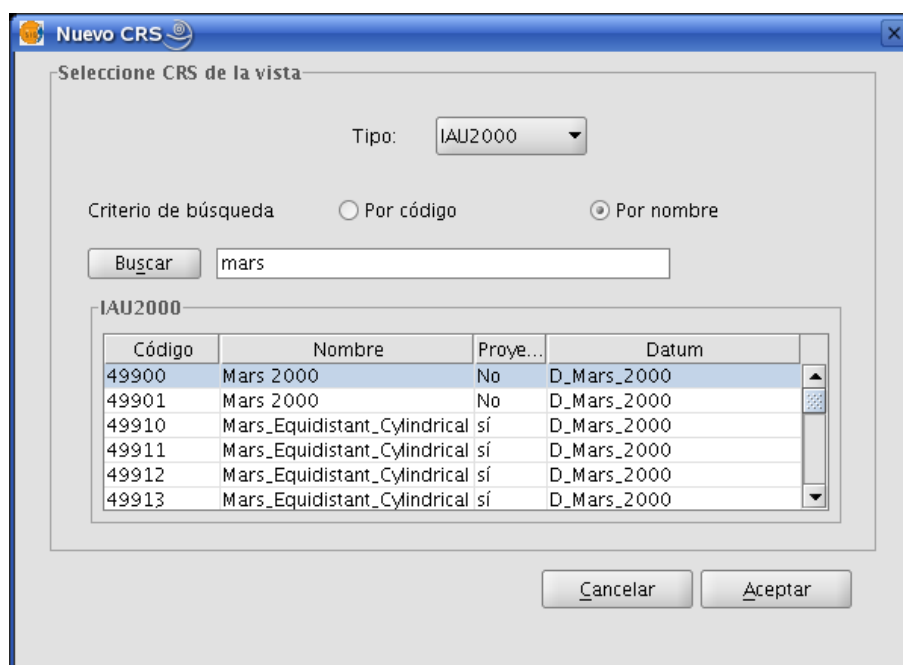 Nuevo CRS
Seleccione CRS de la vista
Tipo: IAU2000
Criterio de búsqueda Por código Por nombre
Buscar mars
IAU2000
Código Nombre Proye... Datum
49900 Mars 2000 No D_Mars_2000
49901 Mars 2000 No D_Mars_2000
49910 Mars_Equidistant_Cylindrical sí D_Mars_2000
49911 Mars_Equidistant_Cylindrical sí D_Mars_2000
49912 Mars_Equidistant_Cylindrical sí D_Mars_2000
49913 Mars_Equidistant_Cylindrical sí D_Mars_2000
Cancelar Aceptar